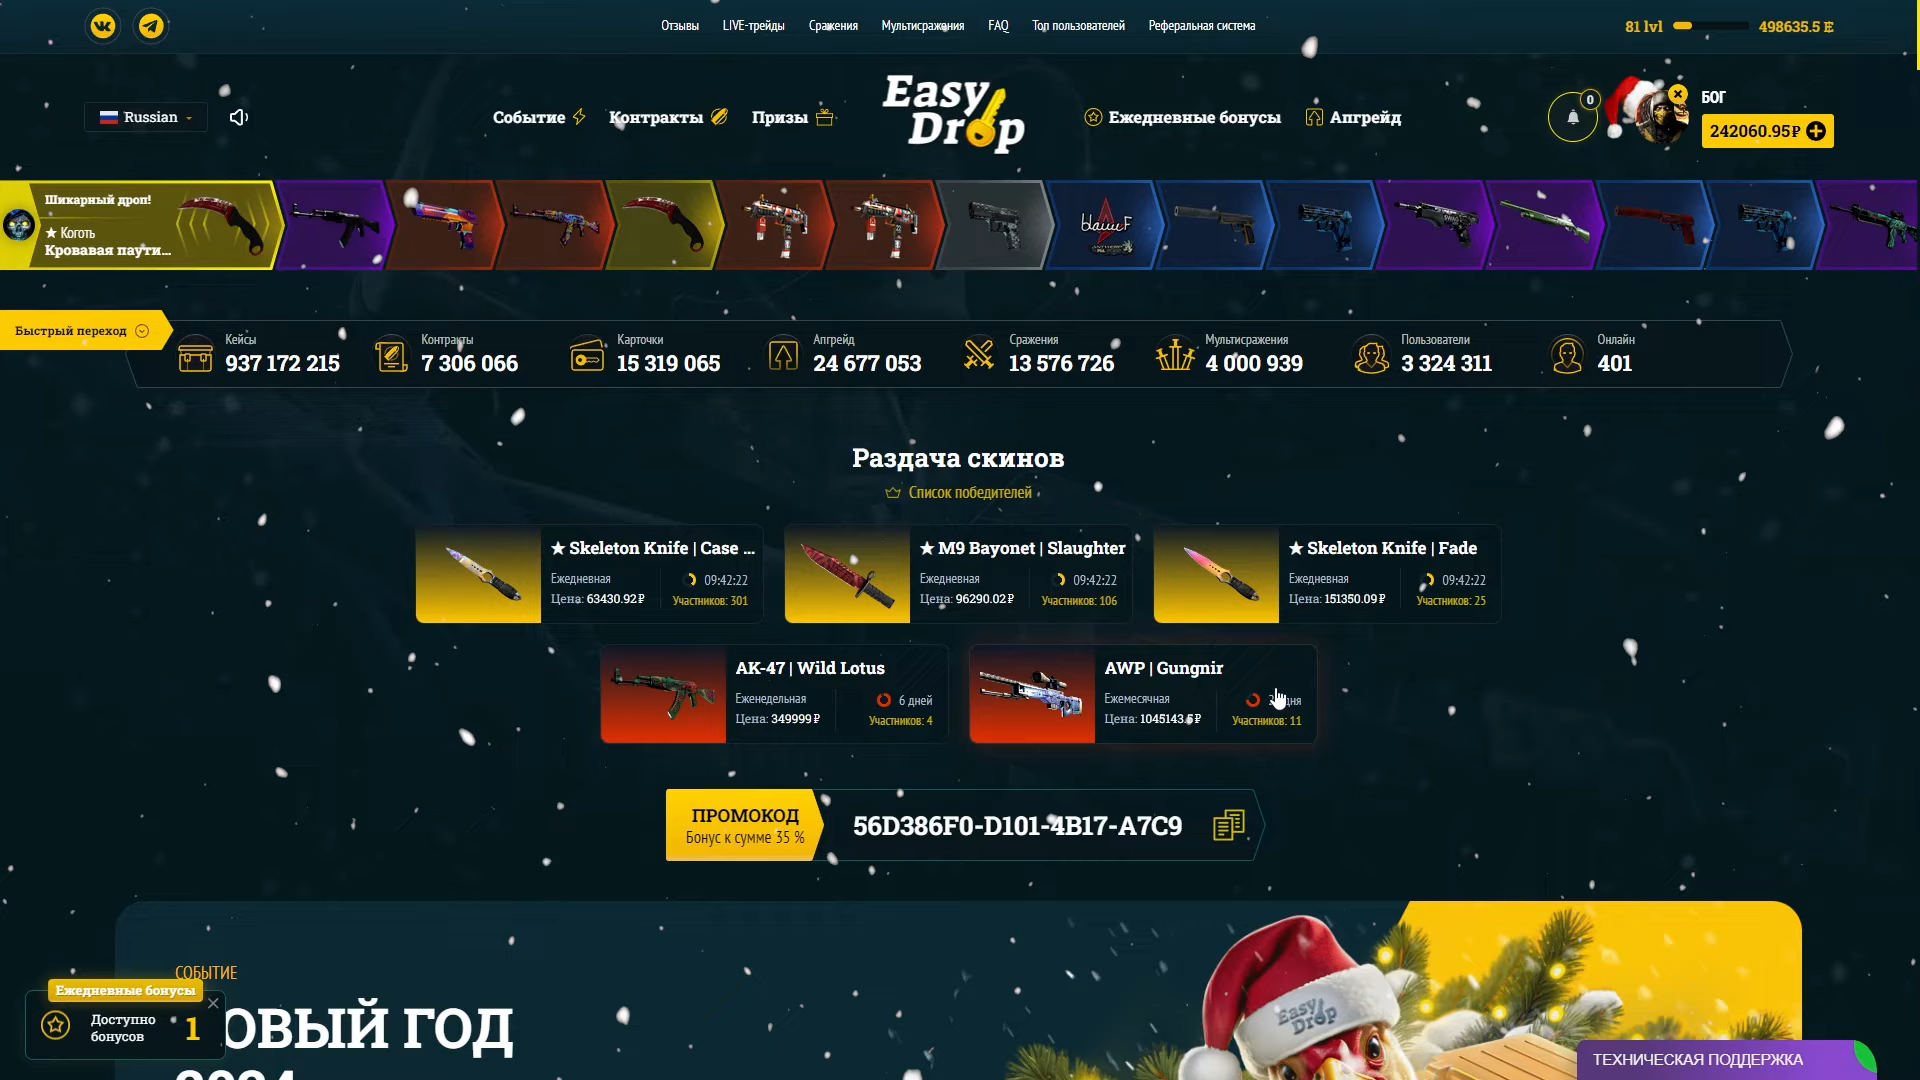 Отзывы LIVE-трейды Сражения Мультисражения FAQ Топ пользователей Реферальная система
81 lvl 498635.5
Russian
Событие Контракты Призы
Easy
Drop
Ежедневные бонусы Апгрейд
0
БОГ
242060.95₽
Шикарный дроп!
★ Коготь
Кровавая паути...
Быстрый переход
Кейсы
937 172 215
Контракты
7 306 066
Карточки
15 319 065
Апгрейд
24 677 053
Сражения
13 576 726
Мультисражения
4 000 939
Пользователи
3 324 311
Онлайн
401
Раздача скинов
Список победителей
★ Skeleton Knife | Case ...
Ежедневная 09:42:22
Цена: 63430.92₽ Участников: 301
★ M9 Bayonet | Slaughter
Ежедневная 09:42:22
Цена: 96290.02₽ Участников: 106
★ Skeleton Knife | Fade
Ежедневная 09:42:22
Цена: 151350.09₽ Участников: 25
AK-47 | Wild Lotus
Еженедельная 6 дней
Цена: 349999₽ Участников: 4
AWP | Gungnir
Ежемесячная
Цена: 1045143.5₽ Участников: 11
ПРОМОКОД
Бонус к сумме 35 %
56D386F0-D101-4B17-A7C9
СОБЫТИЕ
ОВЫЙ ГОД
Ежедневные бонусы
Доступно
бонусов
1
Easy
Drop
ТЕХНИЧЕСКАЯ ПОДДЕРЖКА